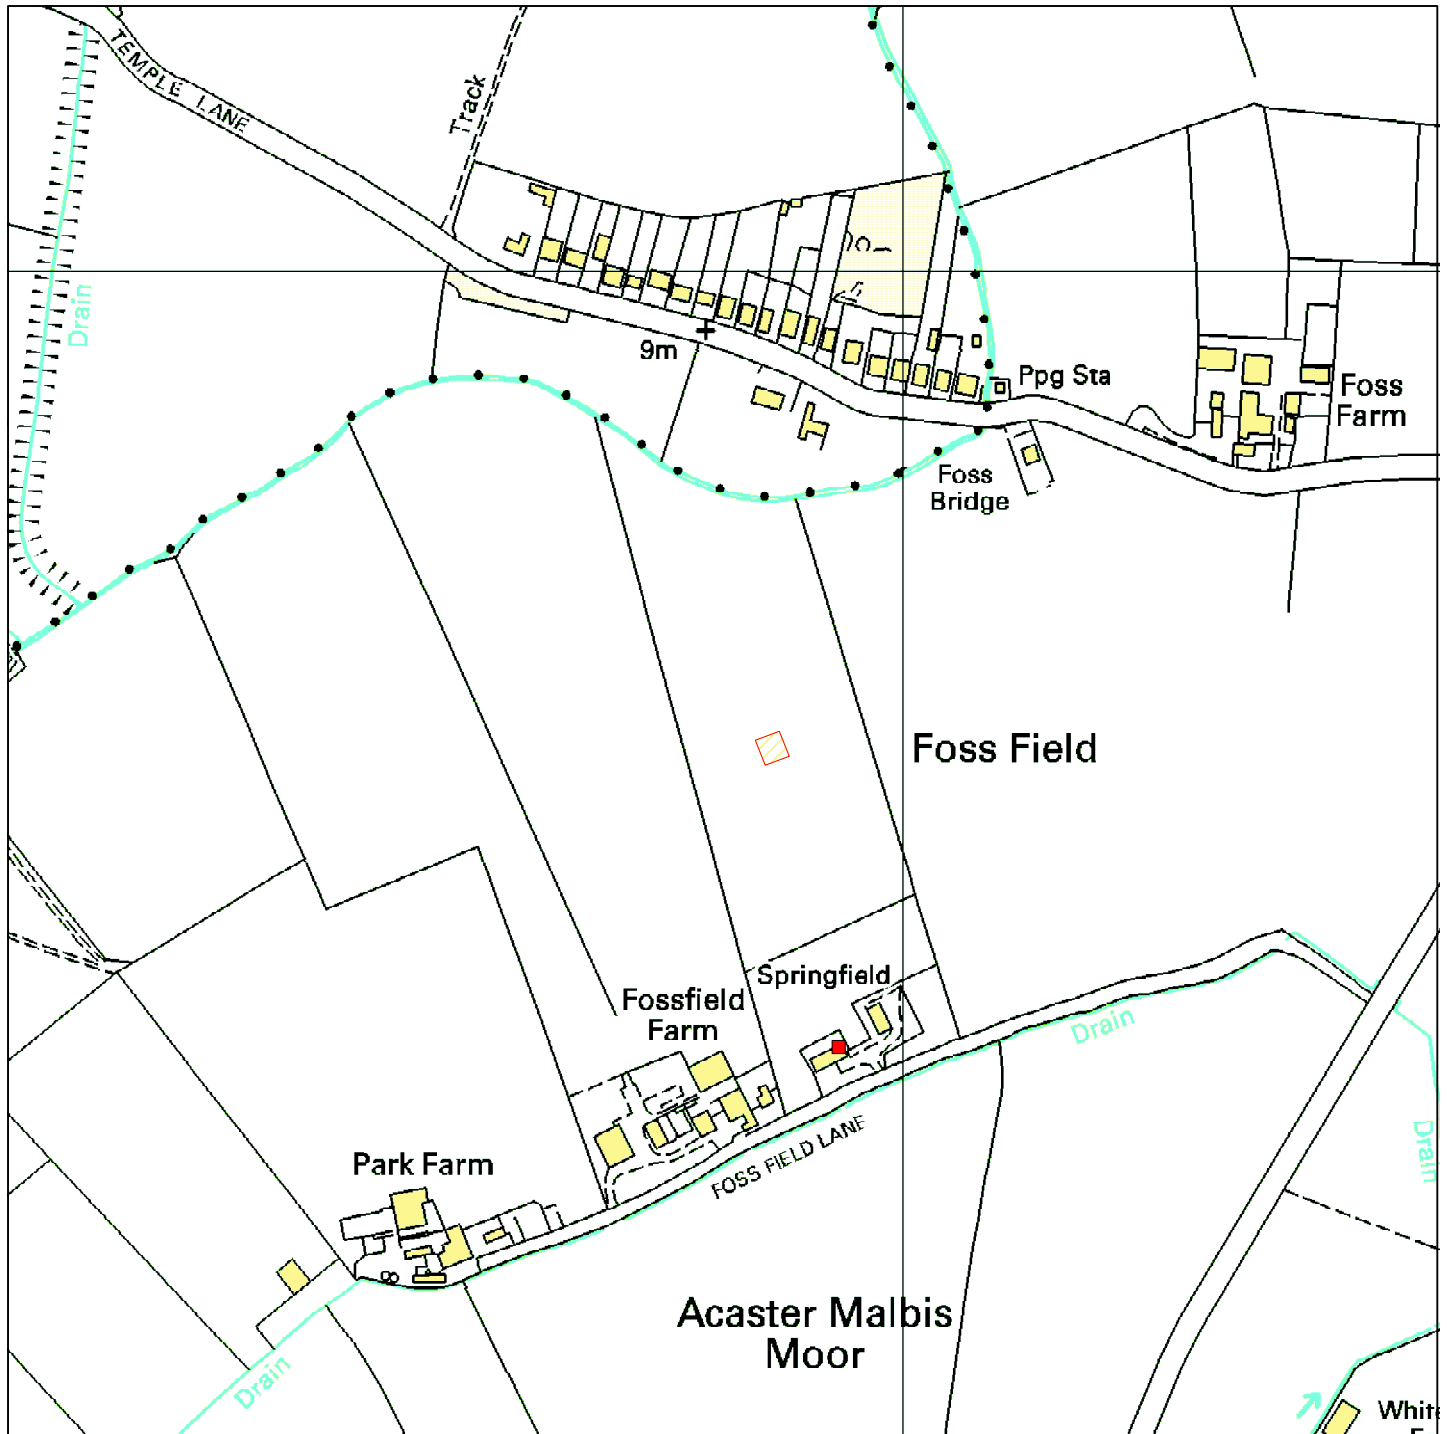 TEMPLE LANE
Track
Drain
9m
Ppg Sta
Foss
Farm
Foss
Bridge
Foss Field
Springfield
Fossfield
Farm
Drain
Drain
FOSS FIELD LANE
Park Farm
Acaster Malbis
Moor
Drain
White